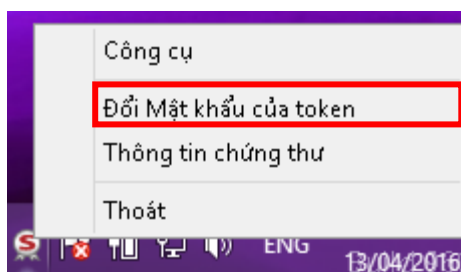 Công cụ
Đổi Mật khẩu của token
Thông tin chứng thư
Thoát
ENG
13/04/2016